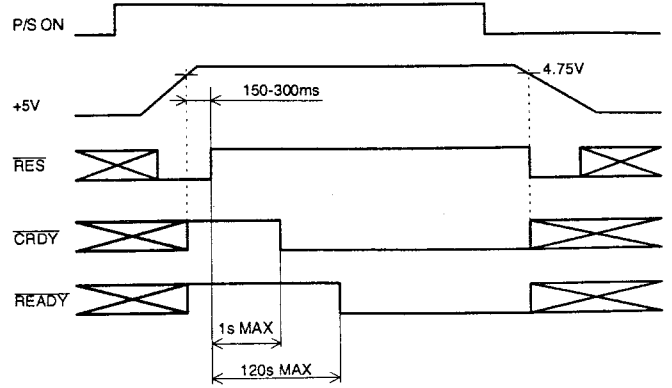 P/S ON
4.75V
150-300ms
+5V
RES
CRDY
READY
1s MAX
120s MAX